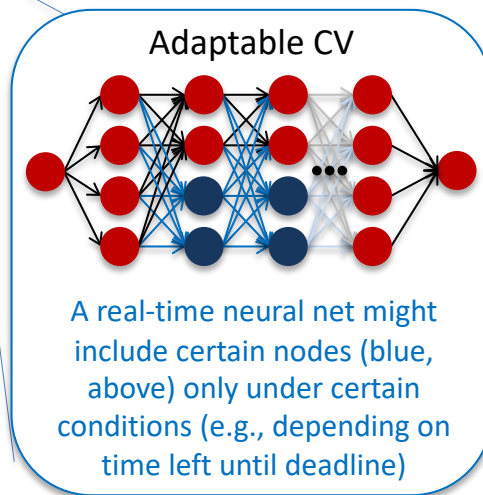 Adaptable CV
A real-time neural net might
include certain nodes (blue,
above) only under certain
conditions (e.g., depending on
time left until deadline)